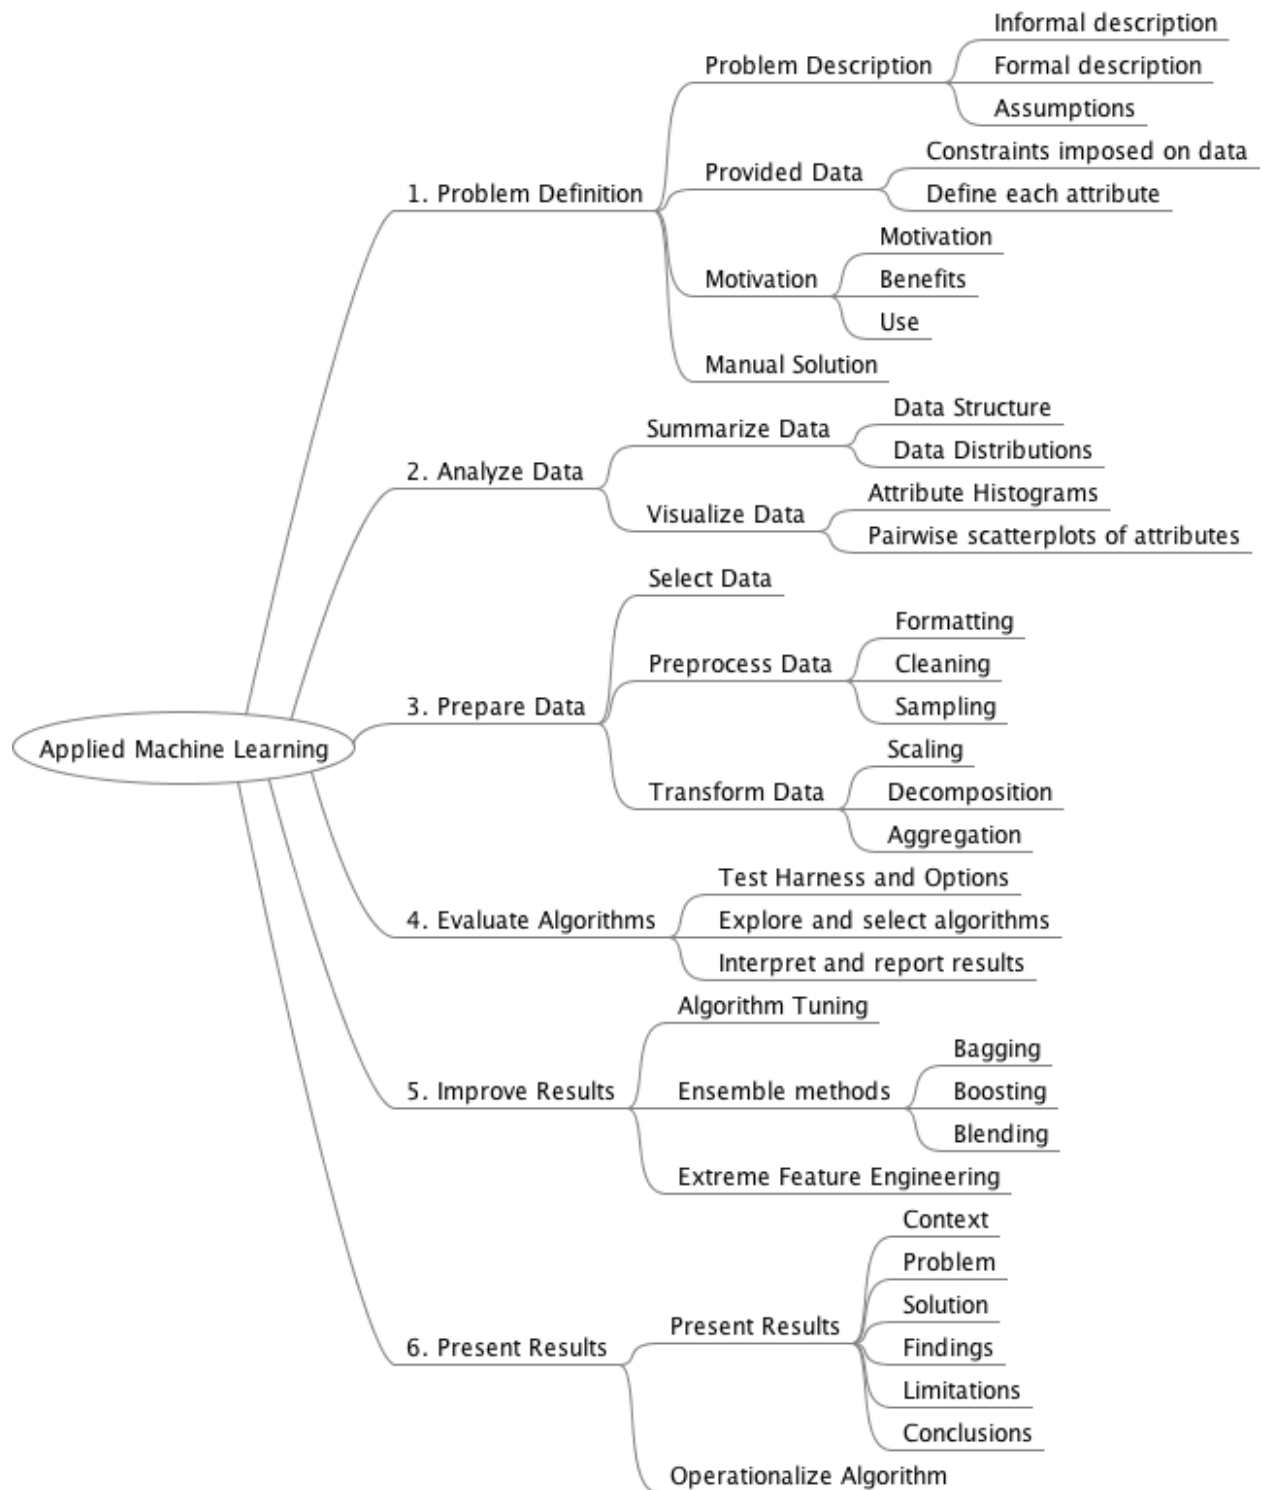 Applied Machine Learning
1. Problem Definition
Problem Description
Informal description
Formal description
Assumptions
Provided Data
Constraints imposed on data
Define each attribute
Motivation
Motivation
Benefits
Use
Manual Solution
2. Analyze Data
Summarize Data
Data Structure
Data Distributions
Visualize Data
Attribute Histograms
Pairwise scatterplots of attributes
3. Prepare Data
Select Data
Preprocess Data
Formatting
Cleaning
Sampling
Transform Data
Scaling
Decomposition
Aggregation
4. Evaluate Algorithms
Test Harness and Options
Explore and select algorithms
Interpret and report results
5. Improve Results
Algorithm Tuning
Ensemble methods
Bagging
Boosting
Blending
Extreme Feature Engineering
6. Present Results
Present Results
Context
Problem
Solution
Findings
Limitations
Conclusions
Operationalize Algorithm